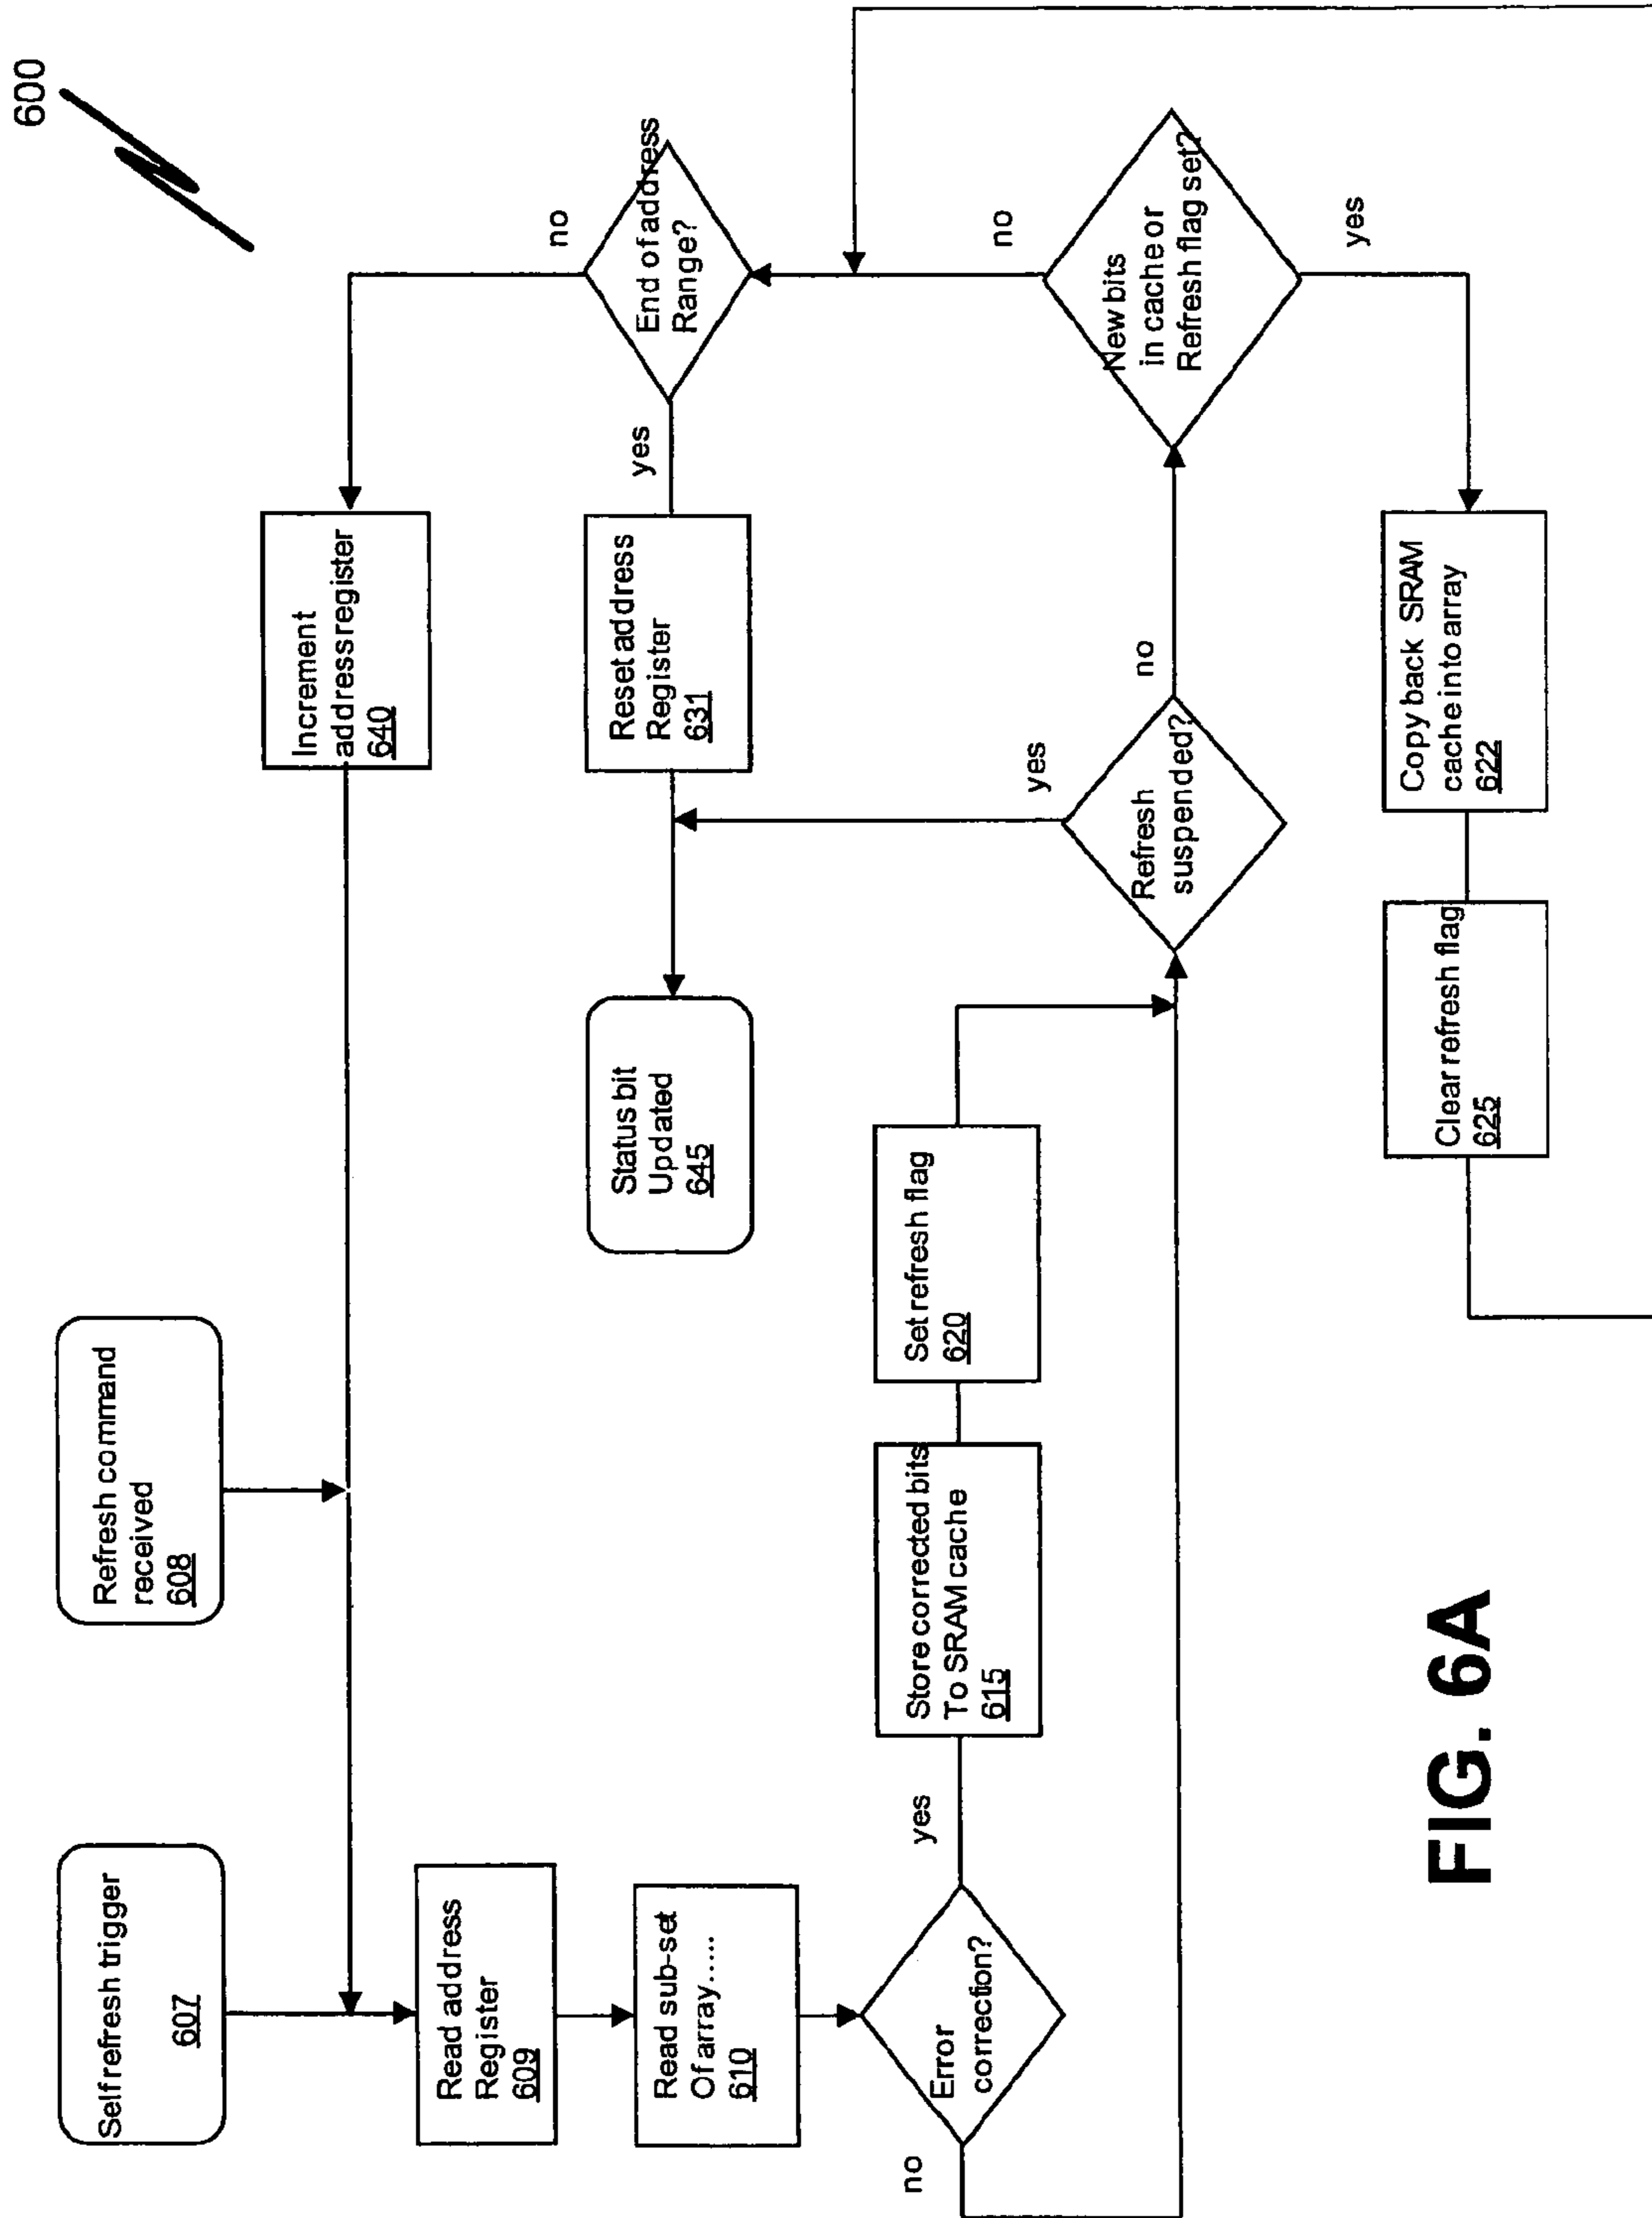 600
Self refresh trigger
607
Refresh command
received
608
Read address
Register
609
Increment
address register
640
Read sub-set
Of array.....
610
Status bit
Updated
645
Reset address
Register
631
yes
End of address
Range?
no
Error
correction?
yes
no
Store corrected bits
To SRAM cache
615
Set refresh flag
620
Refresh
suspended?
yes
no
New bits
in cache or
Refresh flag set?
no
yes
Clear refresh flag
625
Copy back SRAM
cache into array
622
FIG. 6A